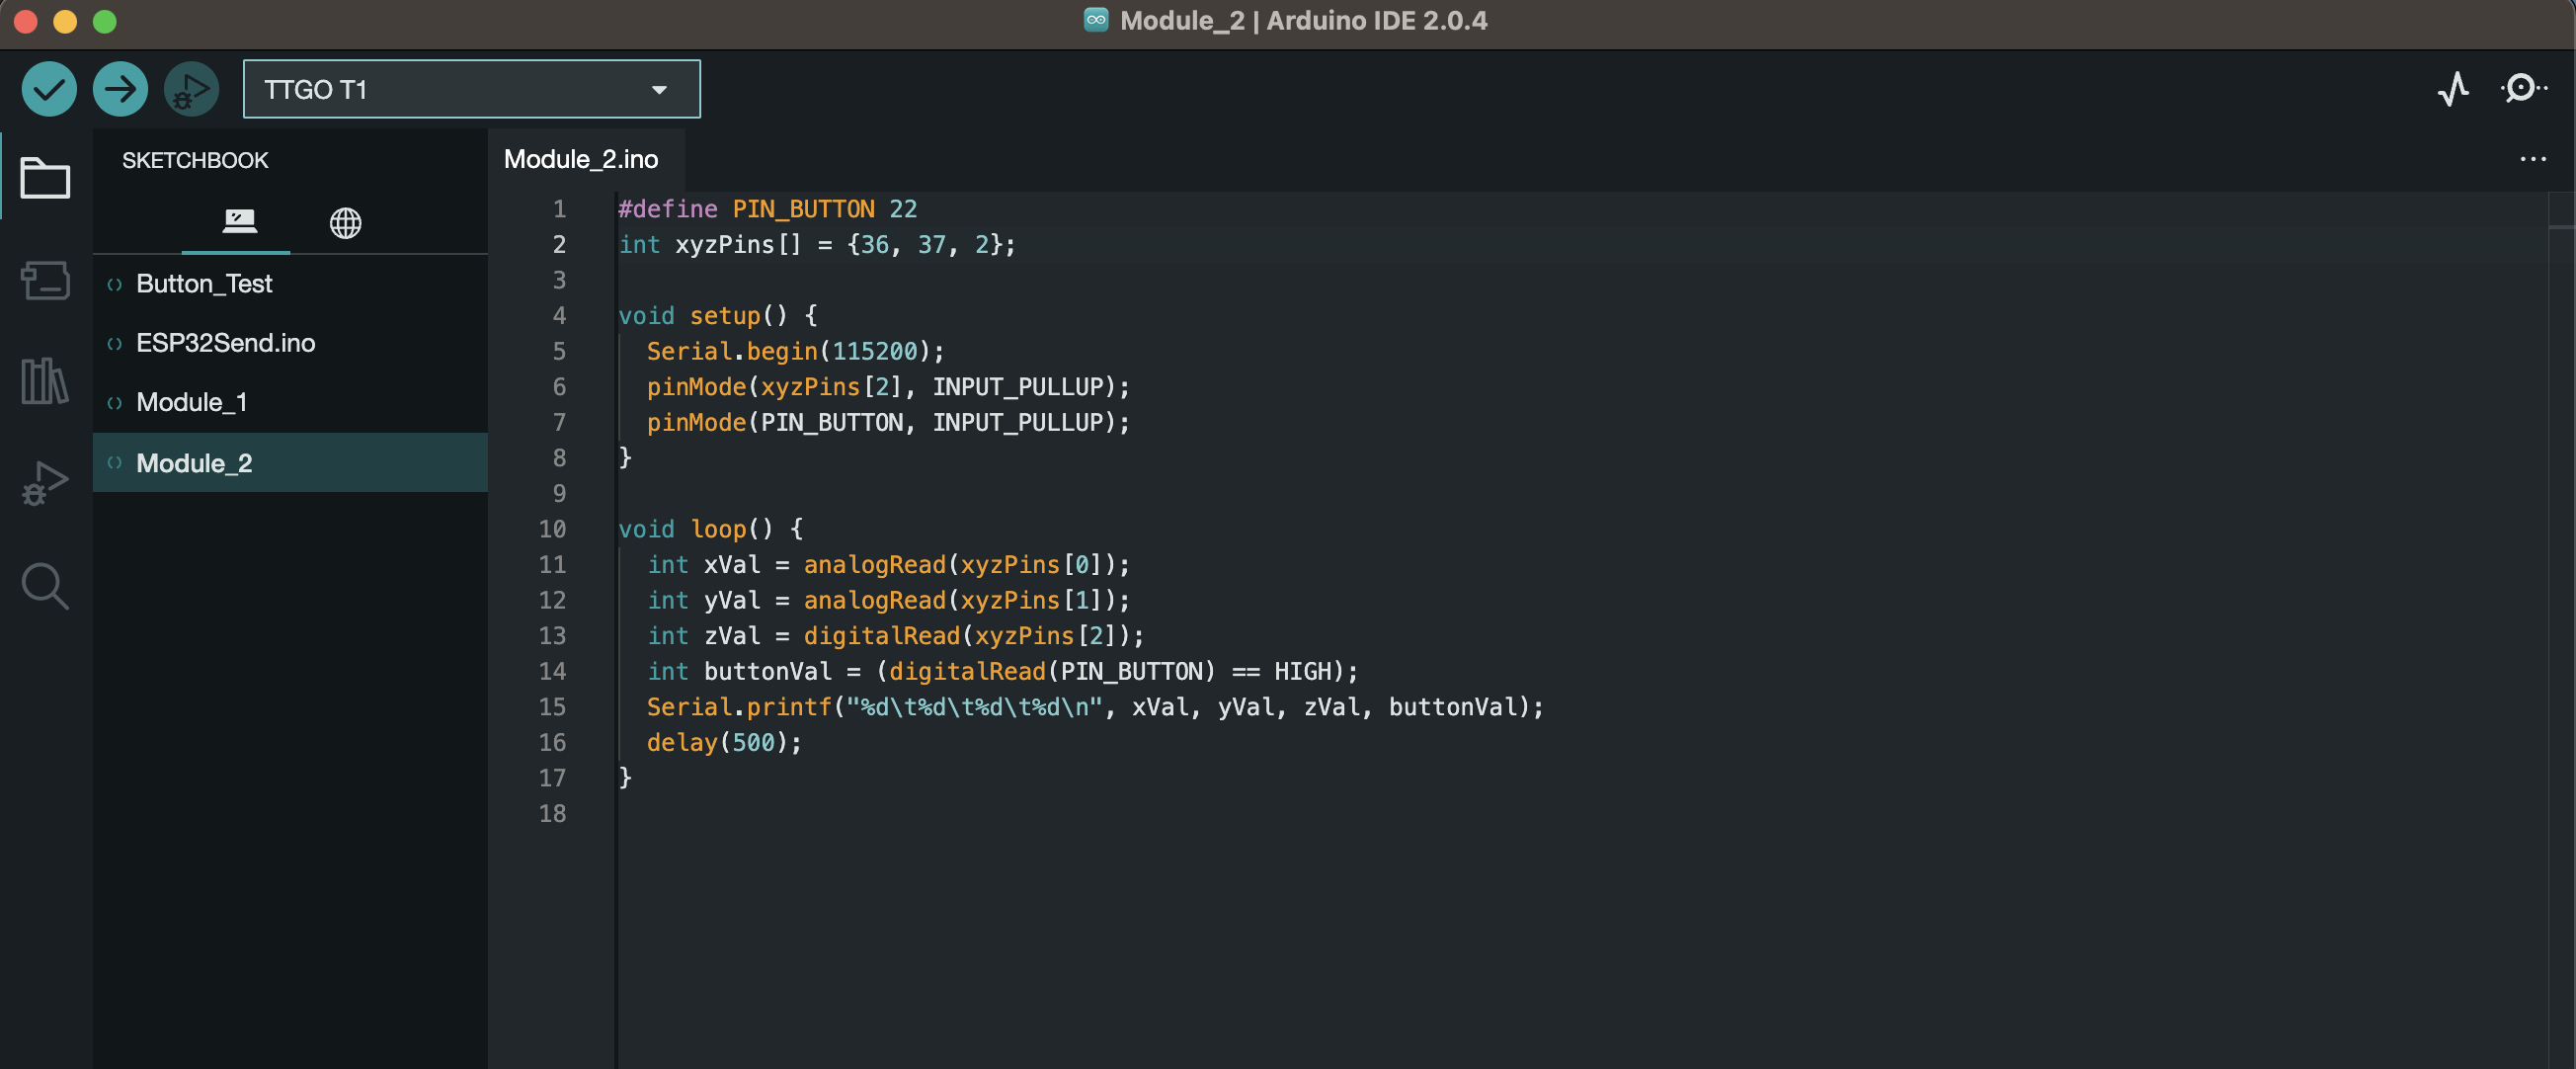 Module_2 | Arduino IDE 2.0.4
TTGO T1
SKETCHBOOK
Button_Test
ESP32Send.ino
Module_1
Module_2
Module_2.ino
1 #define PIN_BUTTON 22
2 int xyzPins[] = {36, 37, 2};
3
4 void setup() {
5   Serial.begin(115200);
6   pinMode(xyzPins[2], INPUT_PULLUP);
7   pinMode(PIN_BUTTON, INPUT_PULLUP);
8 }
9
10 void loop() {
11   int xVal = analogRead(xyzPins[0]);
12   int yVal = analogRead(xyzPins[1]);
13   int zVal = digitalRead(xyzPins[2]);
14   int buttonVal = (digitalRead(PIN_BUTTON) == HIGH);
15   Serial.printf("%d\t%d\t%d\t%d\n", xVal, yVal, zVal, buttonVal);
16   delay(500);
17 }
18